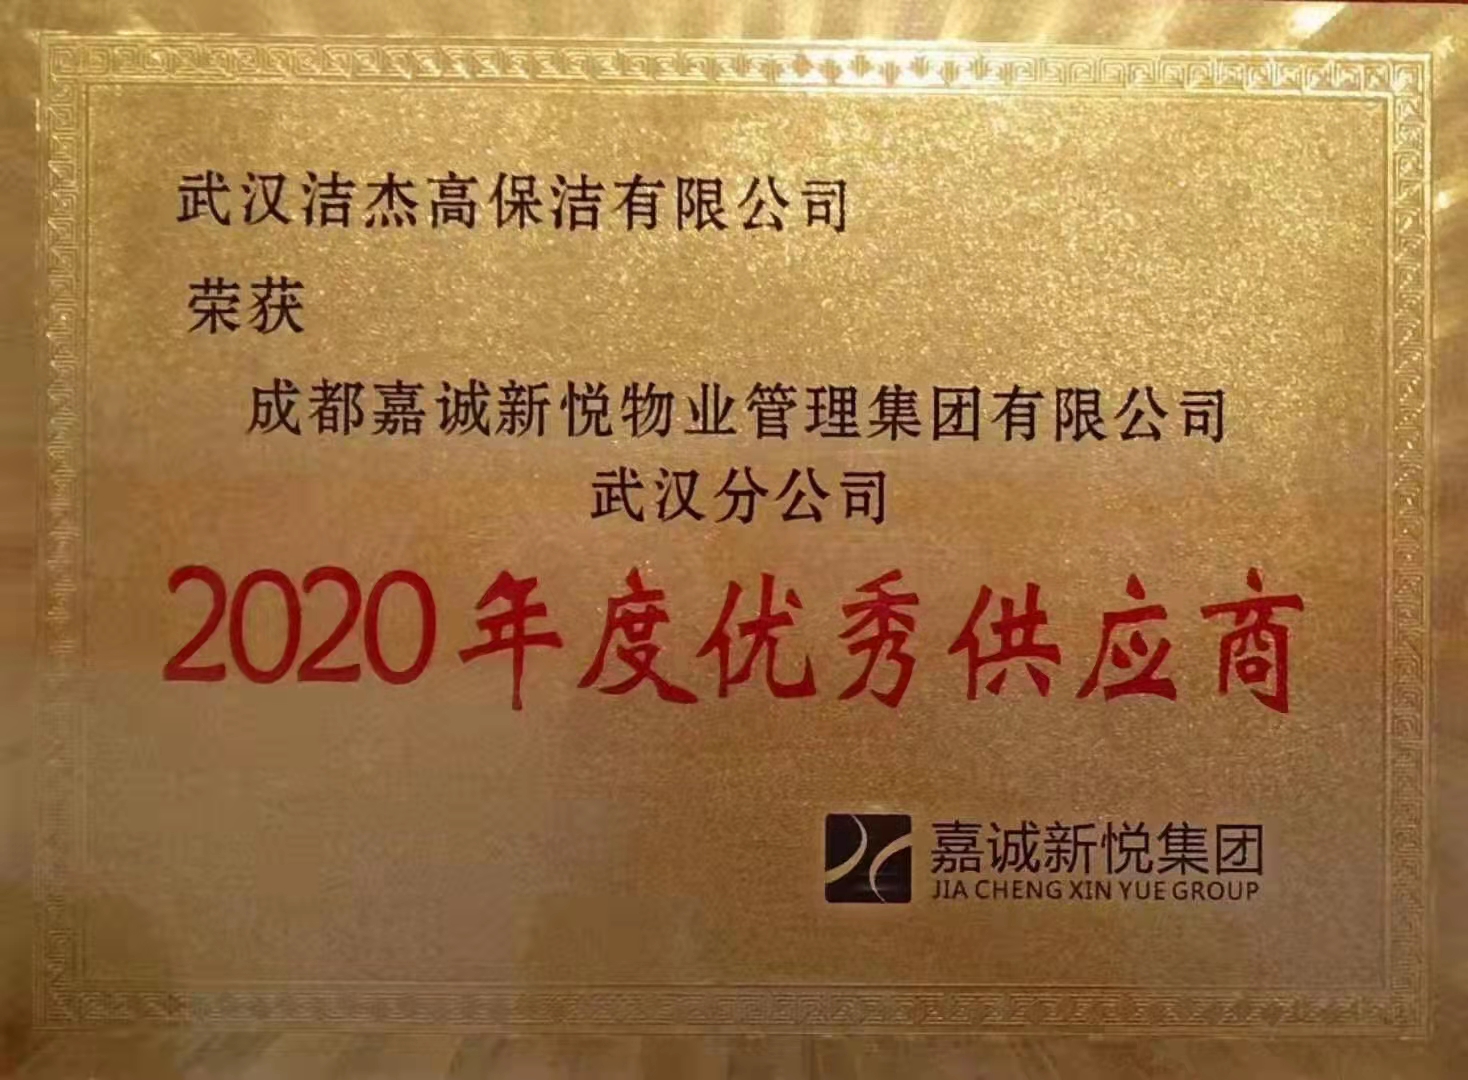 武汉洁杰高保洁有限公司
荣获
成都嘉诚新悦物业管理集团有限公司
武汉分公司
2020年度优秀供应商
嘉诚新悦集团
JIA CHENG XIN YUE GROUP